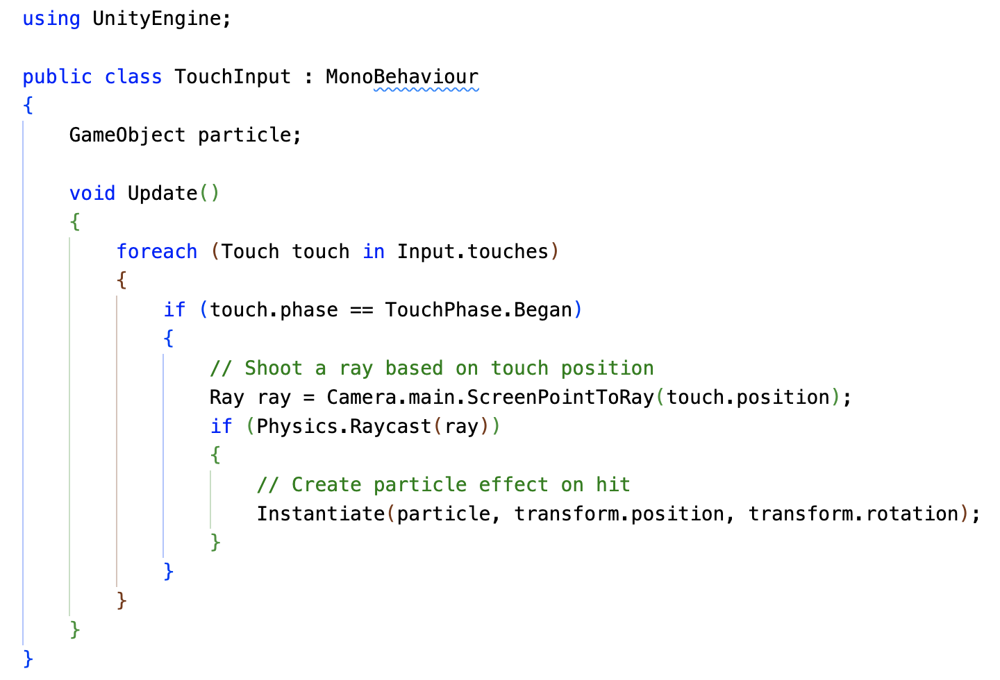 using UnityEngine;
public class TouchInput : MonoBehaviour
{
GameObject particle;
void Update()
{
foreach (Touch touch in Input.touches)
{
if (touch.phase == TouchPhase.Began)
{
// Shoot a ray based on touch position
Ray ray = Camera.main.ScreenPointToRay(touch.position);
if (Physics.Raycast(ray))
{
// Create particle effect on hit
Instantiate(particle, transform.position, transform.rotation);
}
}
}
}
}